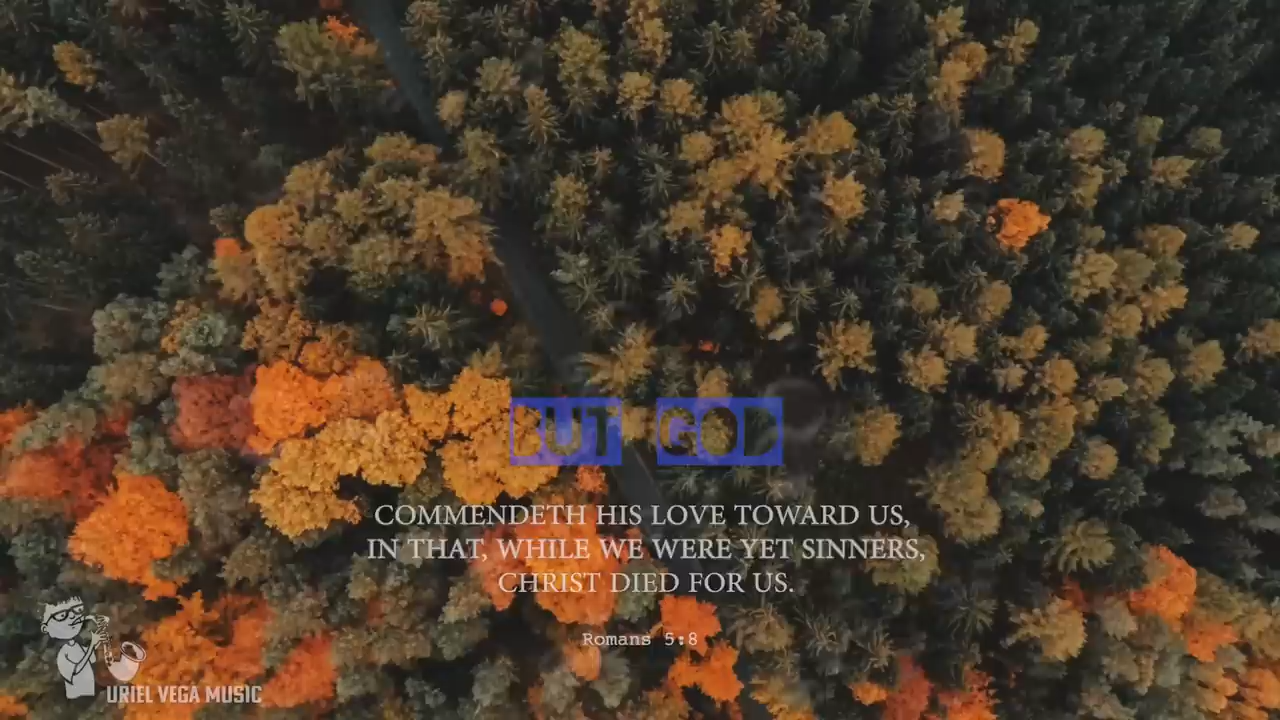 BUT GOD
COMMENDETH HIS LOVE TOWARD US,
IN THAT, WHILE WE WERE YET SINNERS,
CHRIST DIED FOR US.
Romans 5:8
URIEL VEGA MUSIC